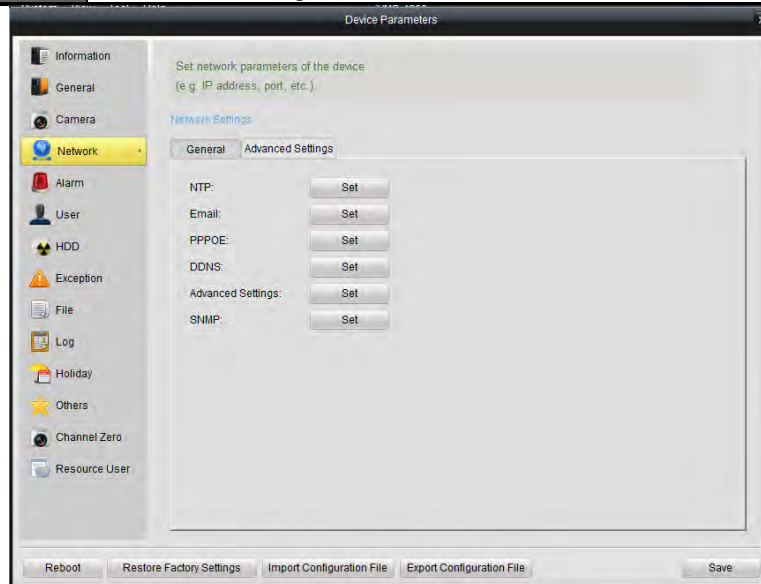 Device Parameters
Information
General
Camera
Network
Alarm
User
HDD
Exception
File
Log
Holiday
Others
Channel Zero
Resource User
Set network parameters of the device
(e.g. IP address, port, etc.)
Network Settings
General Advanced Settings
NTP: Set
Email: Set
PPPOE: Set
DDNS: Set
Advanced Settings: Set
SNMP: Set
Reboot Restore Factory Settings Import Configuration File Export Configuration File Save